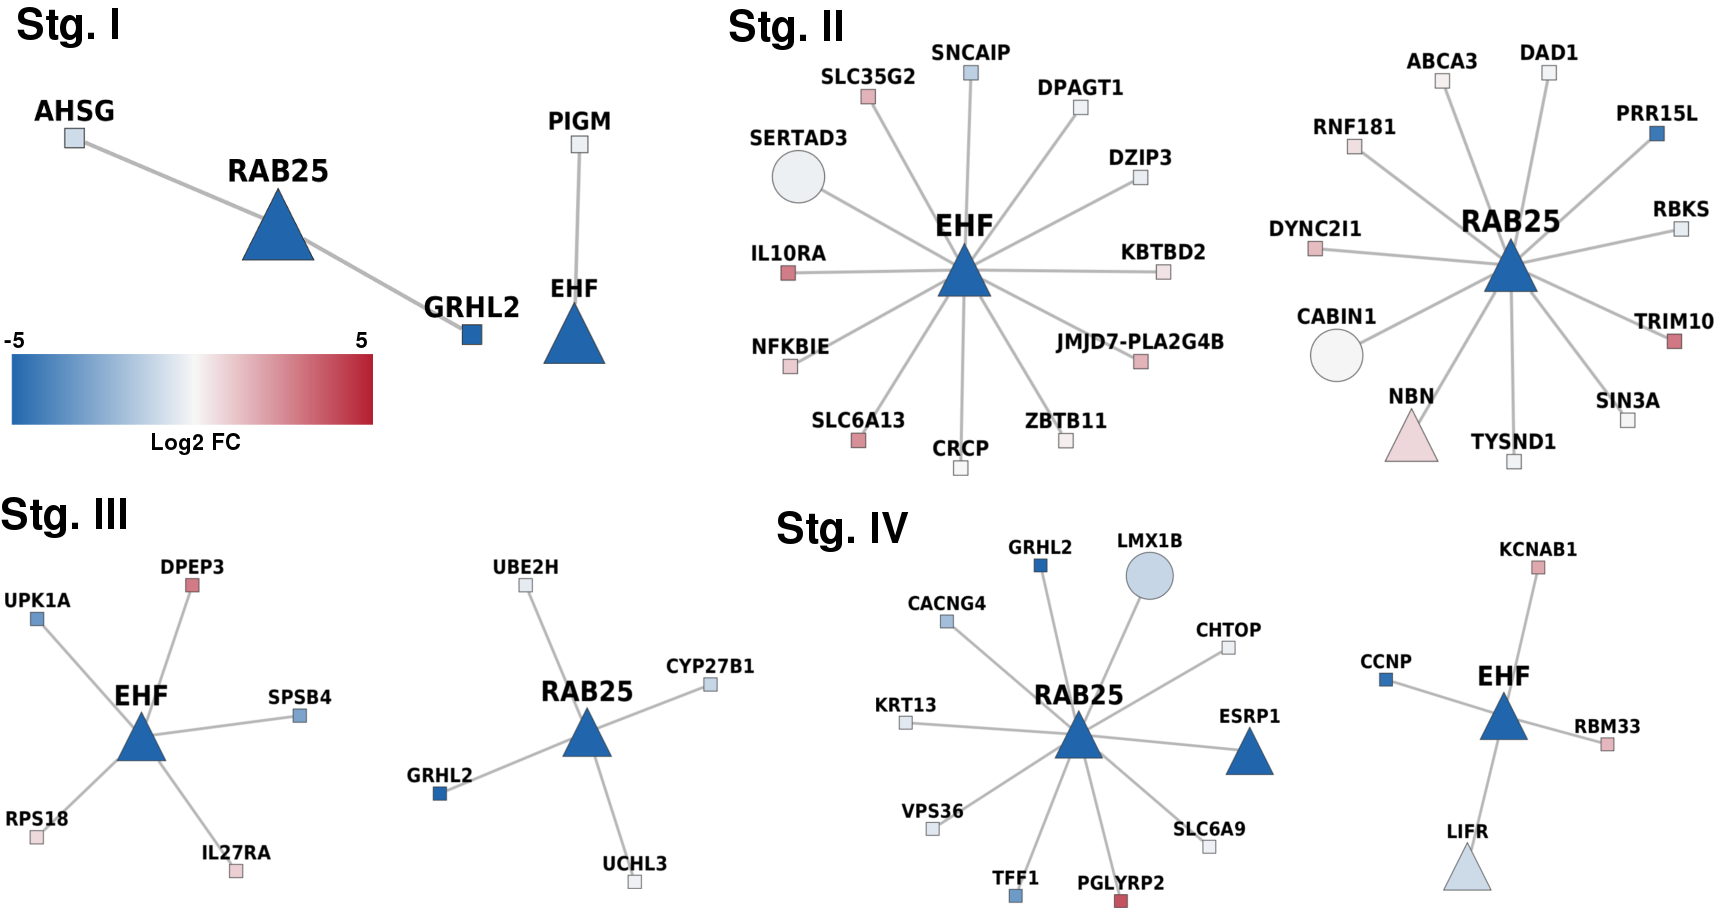 Stg. I
AHSG
RAB25
GRHL2
PIGM
EHF
-5
5
Log2 FC
Stg. II
SNCAIP
SLC35G2
DPAGT1
SERTAD3
DZIP3
EHF
IL10RA
KBTBD2
NFKBIE
JMJD7-PLA2G4B
SLC6A13
ZBTB11
CRCP
ABCA3
DAD1
RNF181
PRR15L
DYNC2I1
RAB25
RBKS
CABIN1
TRIM10
NBN
SIN3A
TYSND1
Stg. III
DPEP3
UPK1A
EHF
SPSB4
RPS18
IL27RA
UBE2H
CYP27B1
RAB25
GRHL2
UCHL3
Stg. IV
GRHL2
LMX1B
CACNG4
CHTOP
RAB25
KRT13
ESRP1
VPS36
SLC6A9
TFF1
PGLYRP2
KCNAB1
CCNP
EHF
RBM33
LIFR